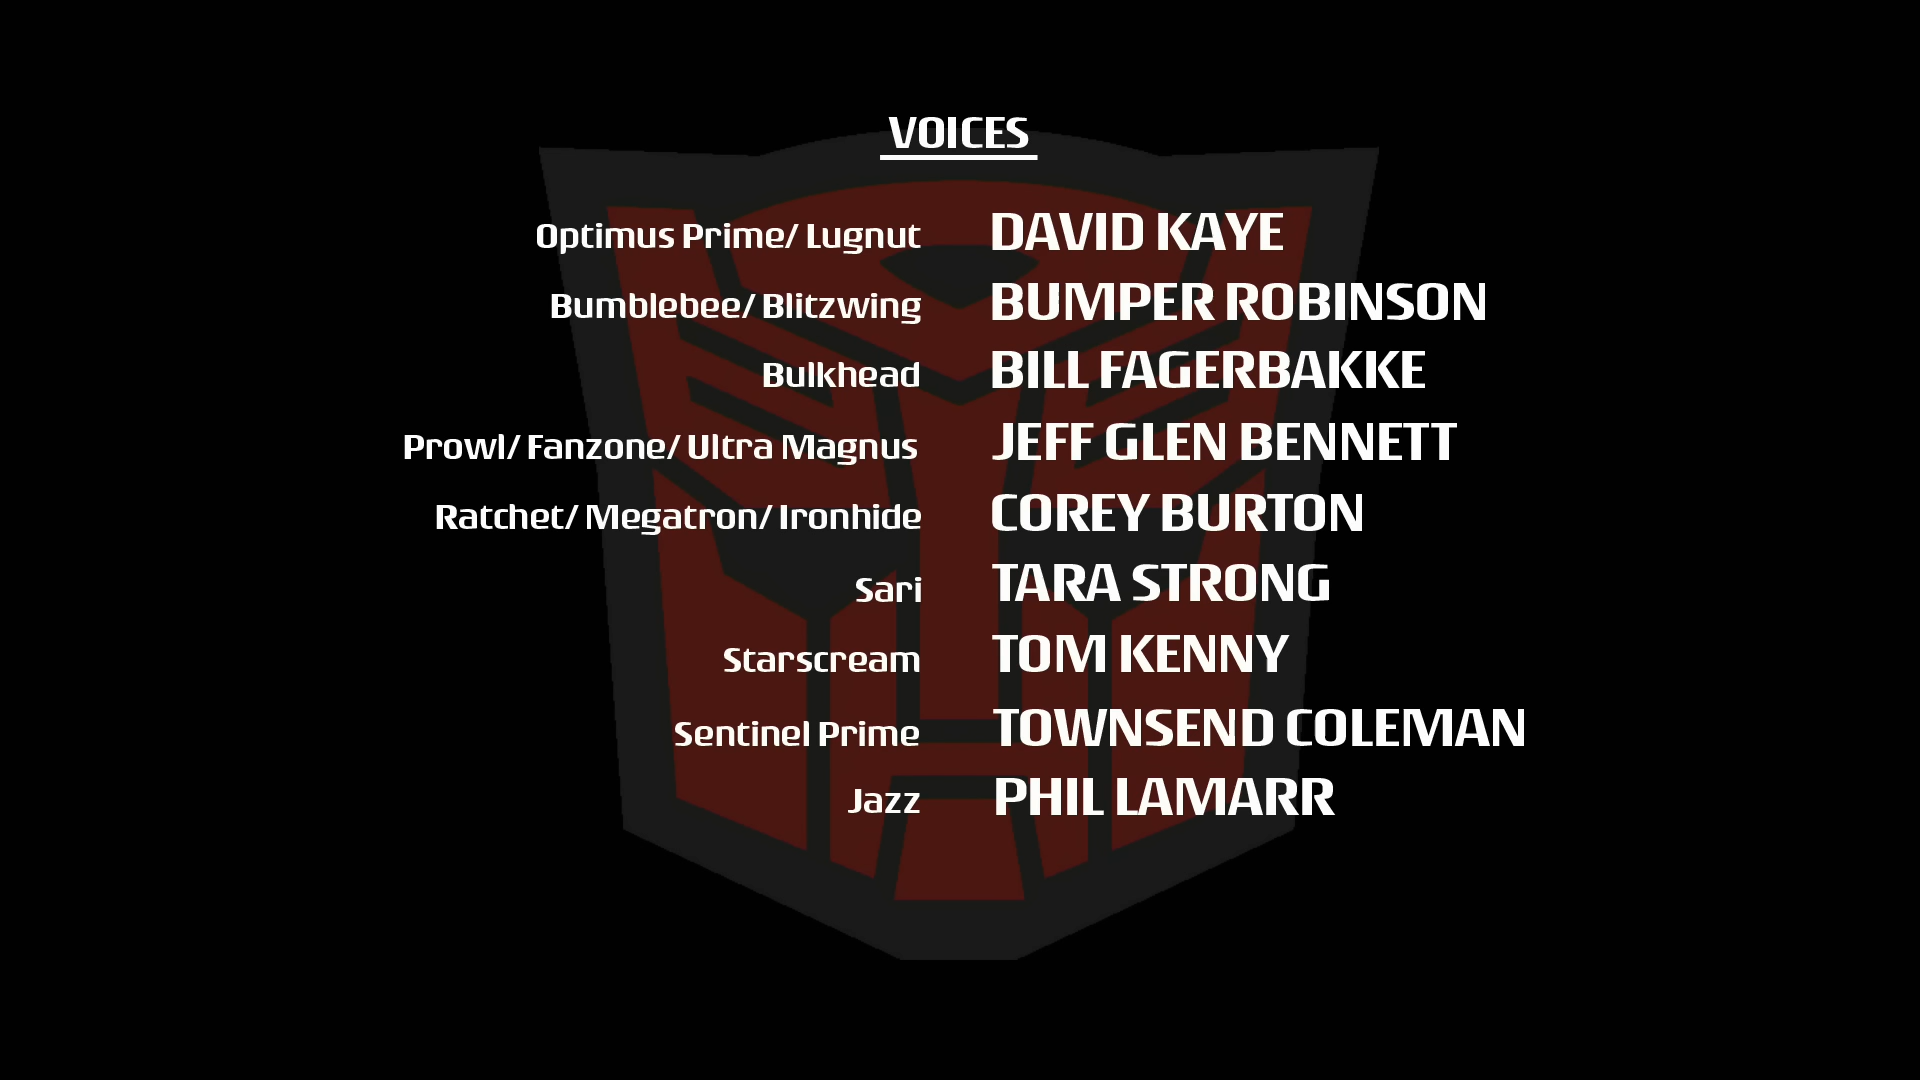 VOICES
Optimus Prime/ Lugnut DAVID KAYE
Bumblebee/ Blitzwing BUMPER ROBINSON
Bulkhead BILL FAGERBAKKE
Prowl/ Fanzone/ Ultra Magnus JEFF GLEN BENNETT
Ratchet/ Megatron/ Ironhide COREY BURTON
Sari TARA STRONG
Starscream TOM KENNY
Sentinel Prime TOWNSEND COLEMAN
Jazz PHIL LAMARR